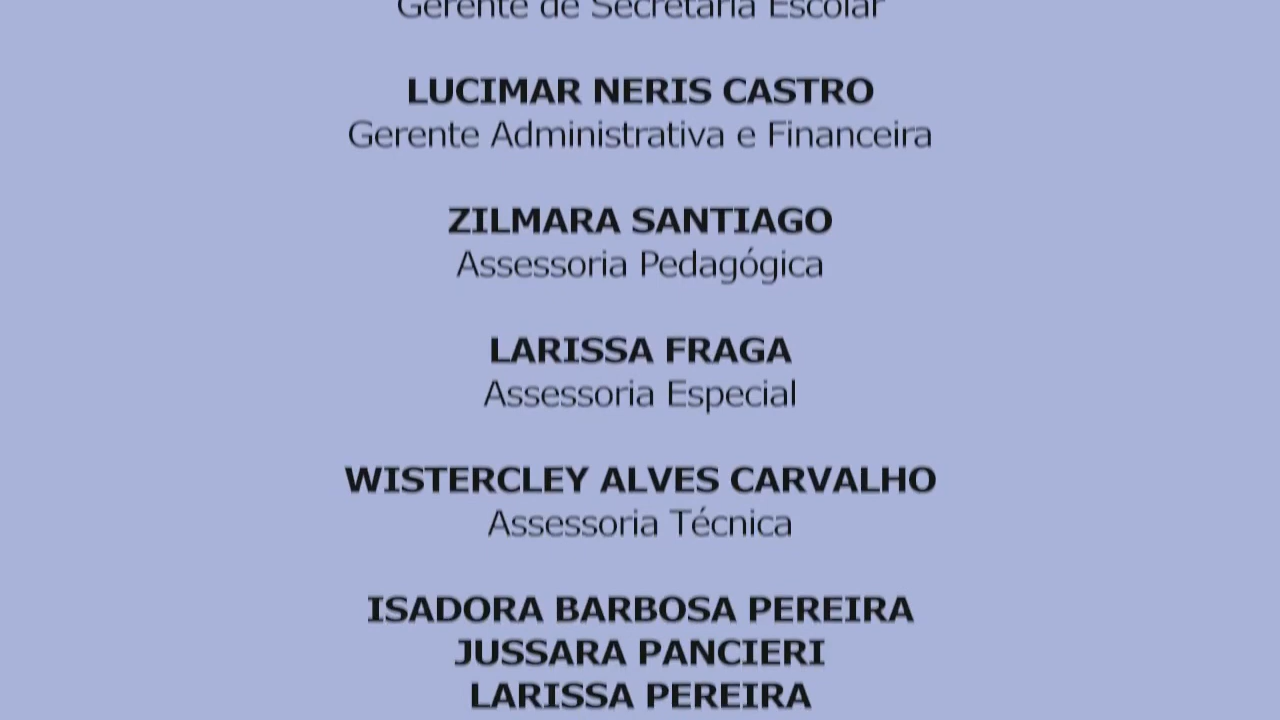 Gerente de Secretaria Escolar
LUCIMAR NERIS CASTRO
Gerente Administrativa e Financeira
ZILMARA SANTIAGO
Assessoria Pedagógica
LARISSA FRAGA
Assessoria Especial
WISTERCLEY ALVES CARVALHO
Assessoria Técnica
ISADORA BARBOSA PEREIRA
JUSSARA PANCIERI
LARISSA PEREIRA